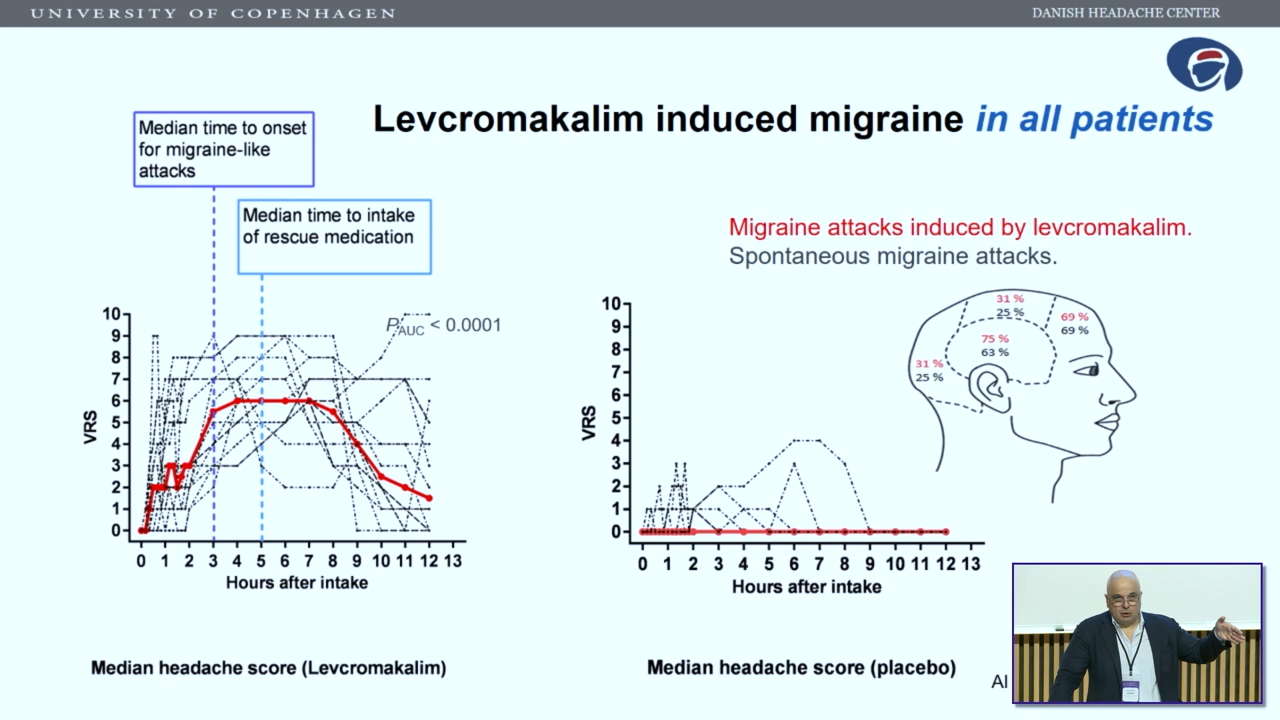 UNIVERSITY OF COPENHAGEN
DANISH HEADACHE CENTER
Levcromakalim induced migraine in all patients
Median time to onset
for migraine-like
attacks
Median time to intake
of rescue medication
Migraine attacks induced by levcromakalim.
Spontaneous migraine attacks.
31 %
25 %
69 %
69 %
75 %
63 %
31 %
25 %
PAUC < 0.0001
VRS
10
9
8
7
6
5
4
3
2
1
0
0 1 2 3 4 5 6 7 8 9 10 11 12 13
Hours after intake
Median headache score (Levcromakalim)
VRS
10
9
8
7
6
5
4
3
2
1
0
0 1 2 3 4 5 6 7 8 9 10 11 12 13
Hours after intake
Median headache score (placebo)